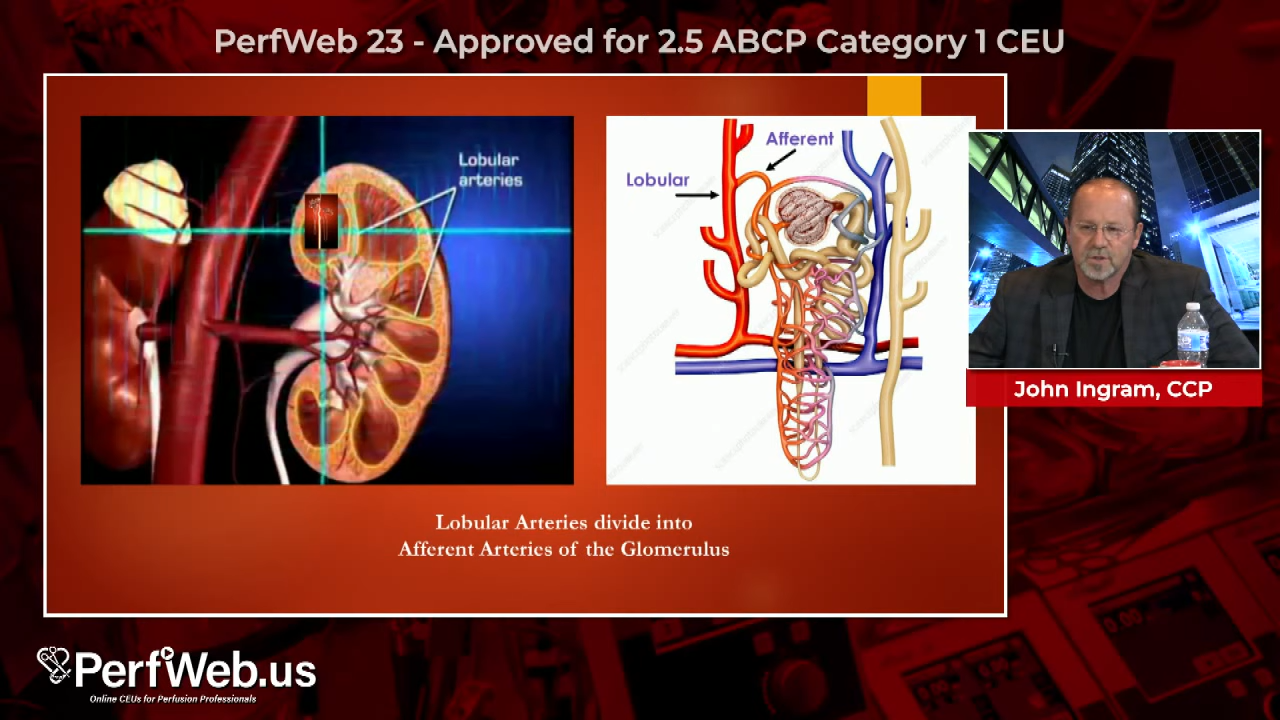 PerfWeb 23 - Approved for 2.5 ABCP Category 1 CEU
Lobular
arteries
Afferent
Lobular
John Ingram, CCP
Lobular Arteries divide into
Afferent Arteries of the Glomerulus
PerfWeb.us
Online CEUs for Perfusion Professionals